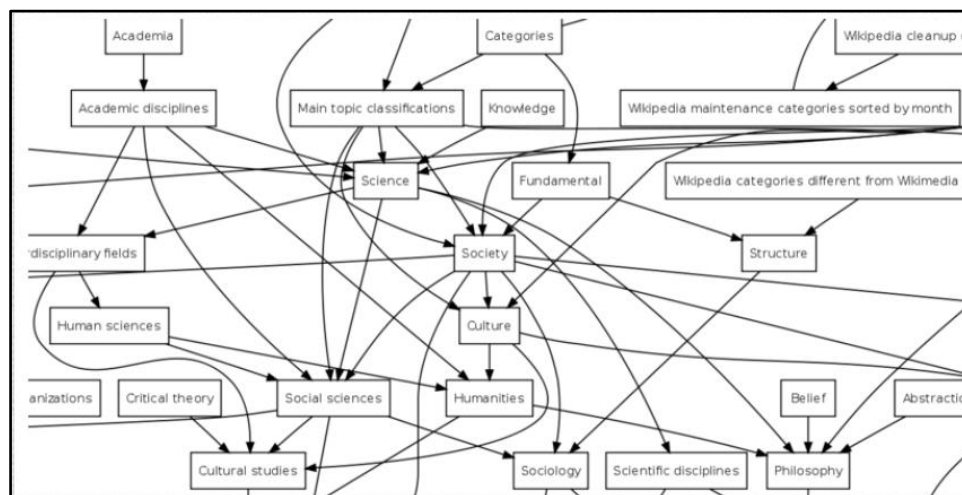 Academia
Categories
Wikipedia cleanup
Academic disciplines
Main topic classifications
Knowledge
Wikipedia maintenance categories sorted by month
Science
Fundamental
Wikipedia categories different from Wikimedia
rdisciplinary fields
Society
Structure
Human sciences
Culture
anizations
Critical theory
Social sciences
Humanities
Belief
Abstractio
Cultural studies
Sociology
Scientific disciplines
Philosophy